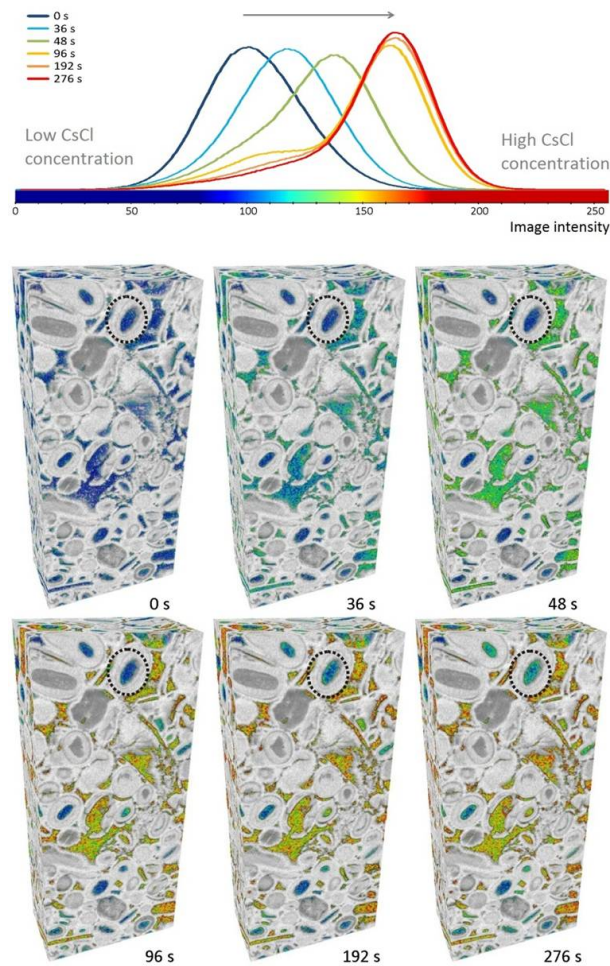 0 s
36 s
48 s
96 s
192 s
276 s
Low CsCl
concentration
High CsCl
concentration
0 50 100 150 200 250
Image intensity
0 s 36 s 48 s
96 s 192 s 276 s